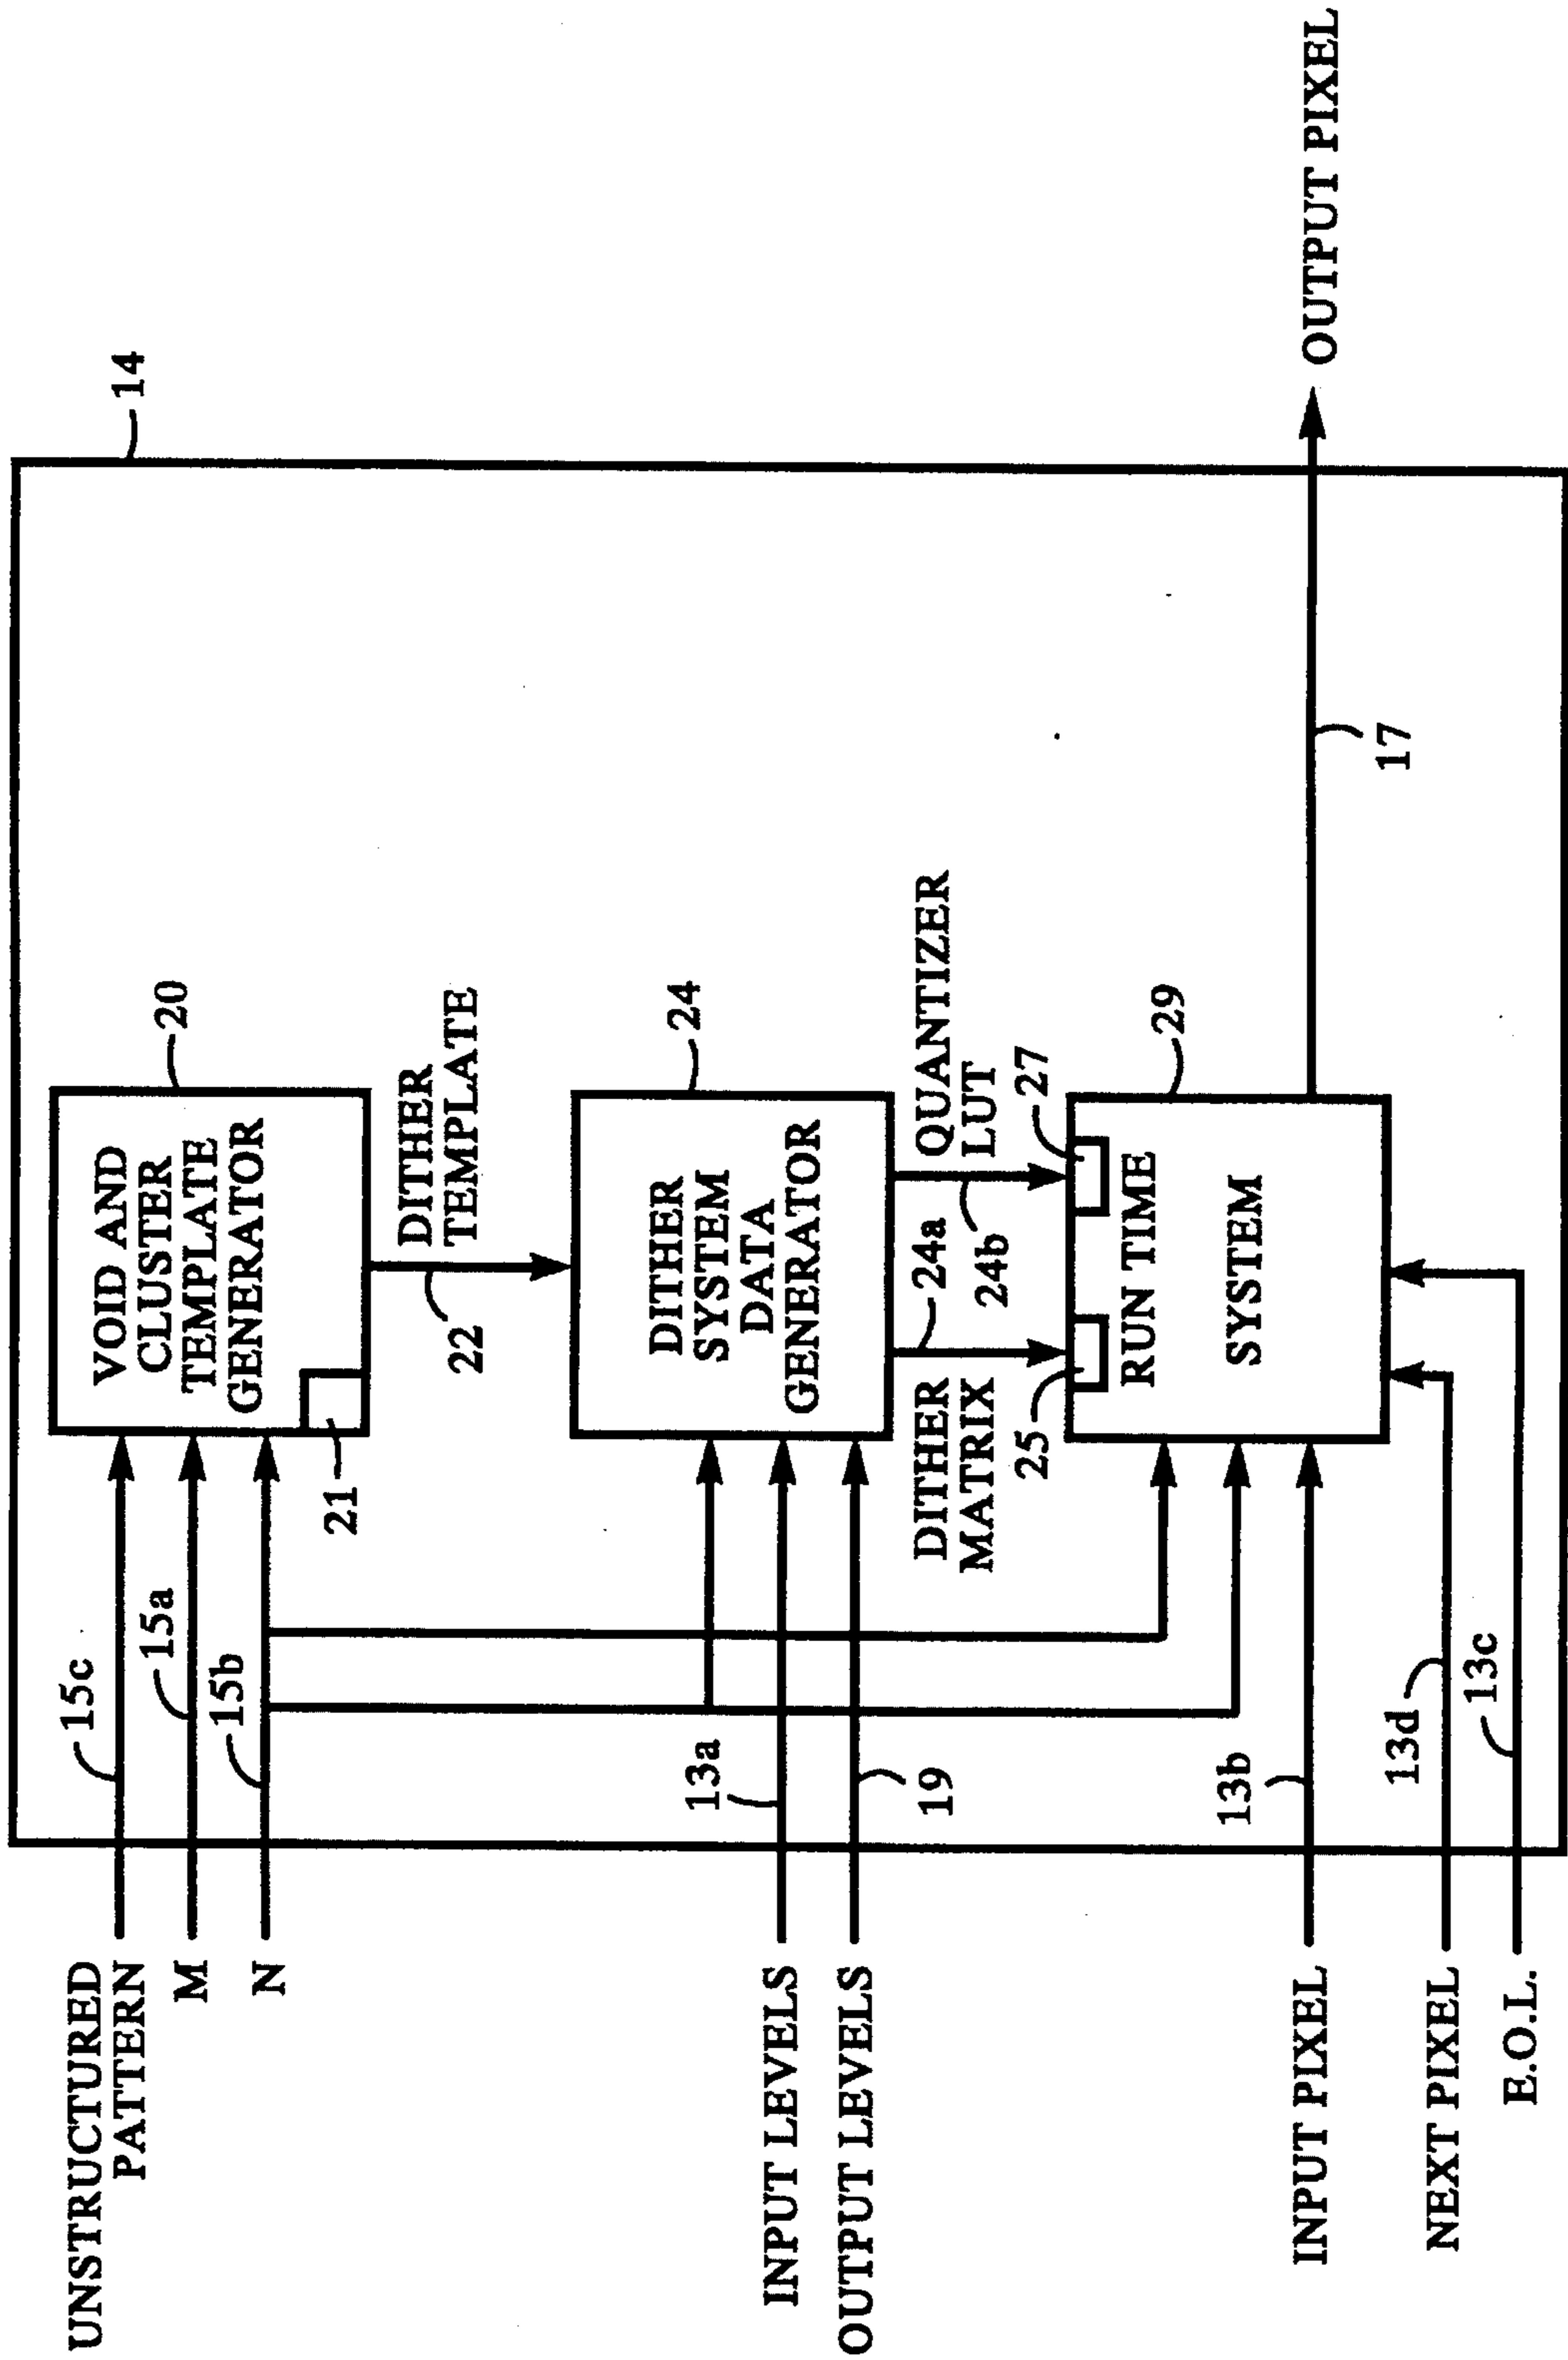 14
UNSTRUCTURED
PATTERN
15c
M
15a
N
15b
VOID AND
CLUSTER
TEMPLATE
GENERATOR
20
21
DITHER
TEMPLATE
22
INPUT LEVELS
13a
OUTPUT LEVELS
19
DITHER
SYSTEM
DATA
GENERATOR
24
DITHER
MATRIX
24a
QUANTIZER
LUT
24b
25
27
RUN TIME
SYSTEM
29
INPUT PIXEL
13b
NEXT PIXEL
13d
E.O.L.
13c
17
OUTPUT PIXEL